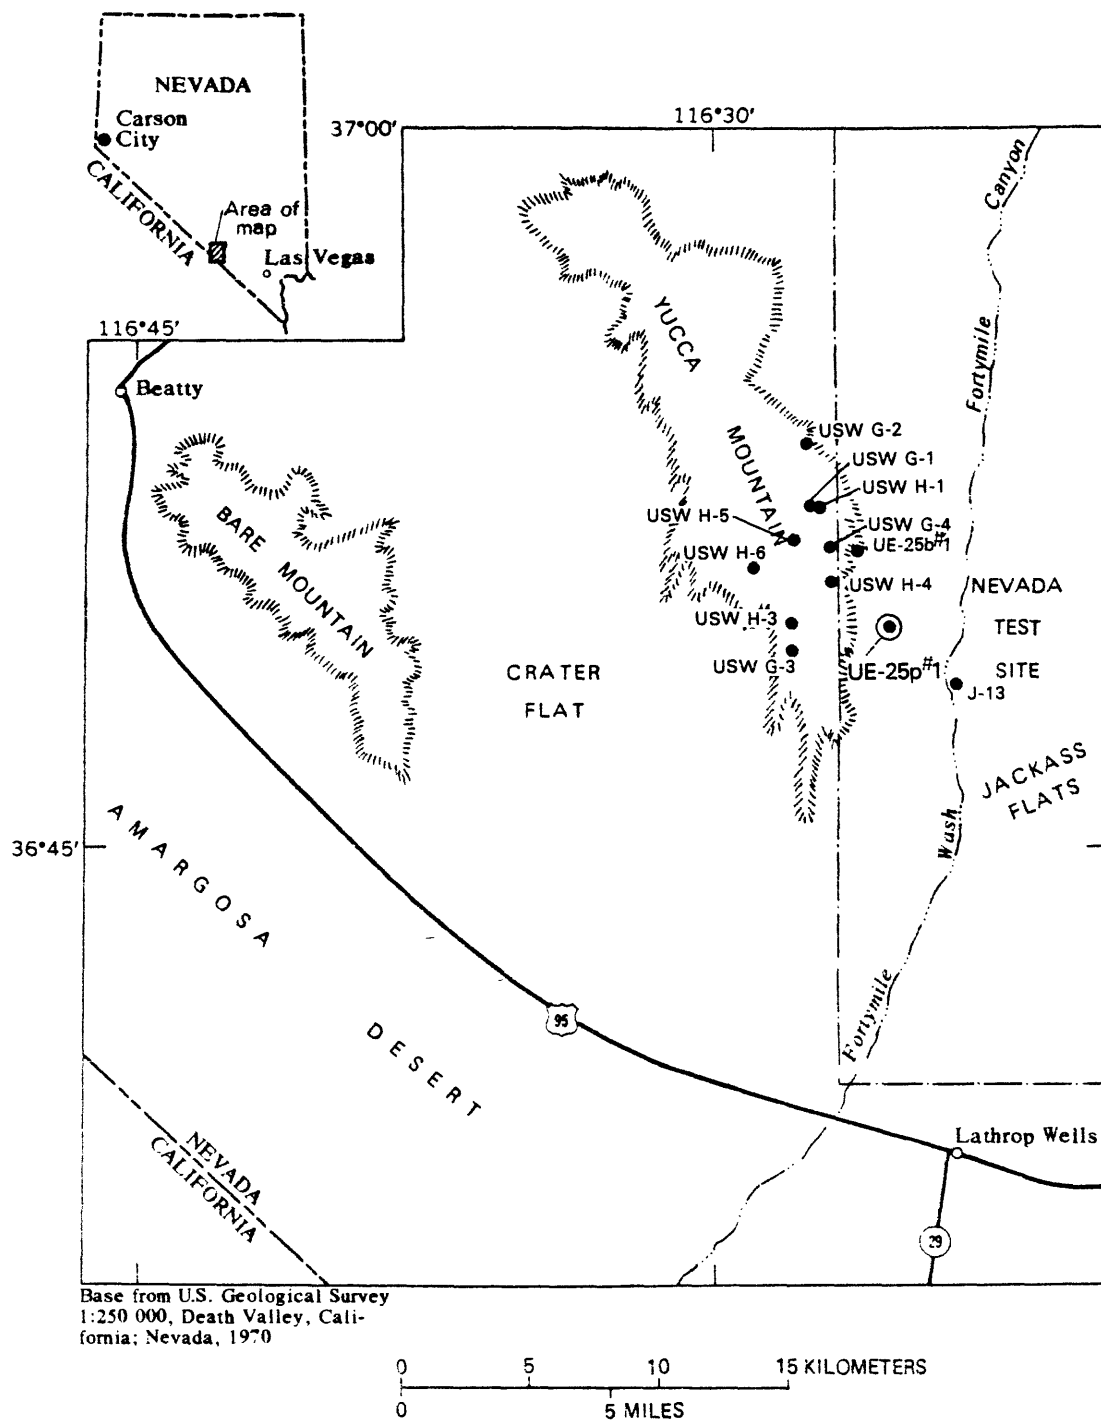 NEVADA
Carson
City
CALIFORNIA
Area of
map
Las Vegas
37°00'
116°30'
116°45'
Beatty
Canyon
Fortymile
YUCCA
MOUNTAIN
USW G-2
USW G-1
USW H-1
USW H-5
USW G-4
UE-25b#1
USW H-6
USW H-4
USW H-3
USW G-3
UE-25p#1
NEVADA
TEST
SITE
J-13
BARE
MOUNTAIN
CRATER
FLAT
JACKASS
FLATS
Wash
Fortymile
36°45'
AMARGOSA
DESERT
95
Lathrop Wells
29
NEVADA
CALIFORNIA
Base from U.S. Geological Survey
1:250 000, Death Valley, Cali-
fornia; Nevada, 1970
0 5 10 15 KILOMETERS
0 5 MILES